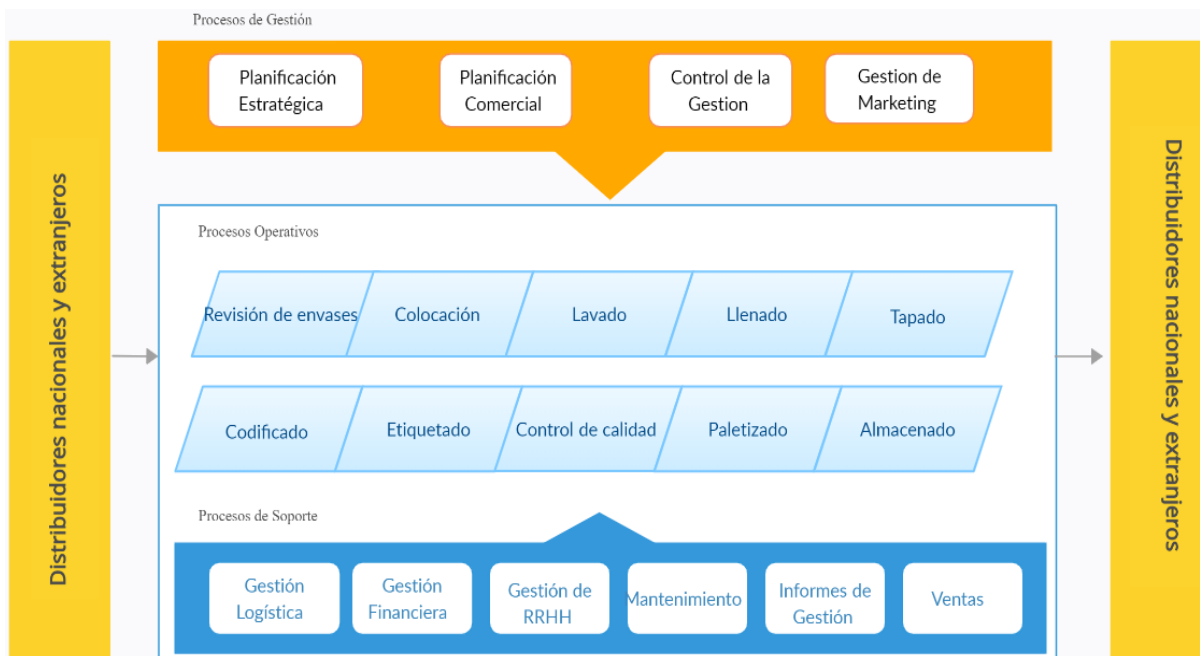 Procesos de Gestión
Distribuidores nacionales y extranjeros
Planificación
Estratégica
Planificación
Comercial
Control de la
Gestion
Gestion de
Marketing
Distribuidores nacionales y extranjeros
Procesos Operativos
Revisión de envases
Colocación
Lavado
Llenado
Tapado
Codificado
Etiquetado
Control de calidad
Paletizado
Almacenado
Procesos de Soporte
Gestión
Logística
Gestión
Financiera
Gestión de
RRHH
Mantenimiento
Informes de
Gestión
Ventas